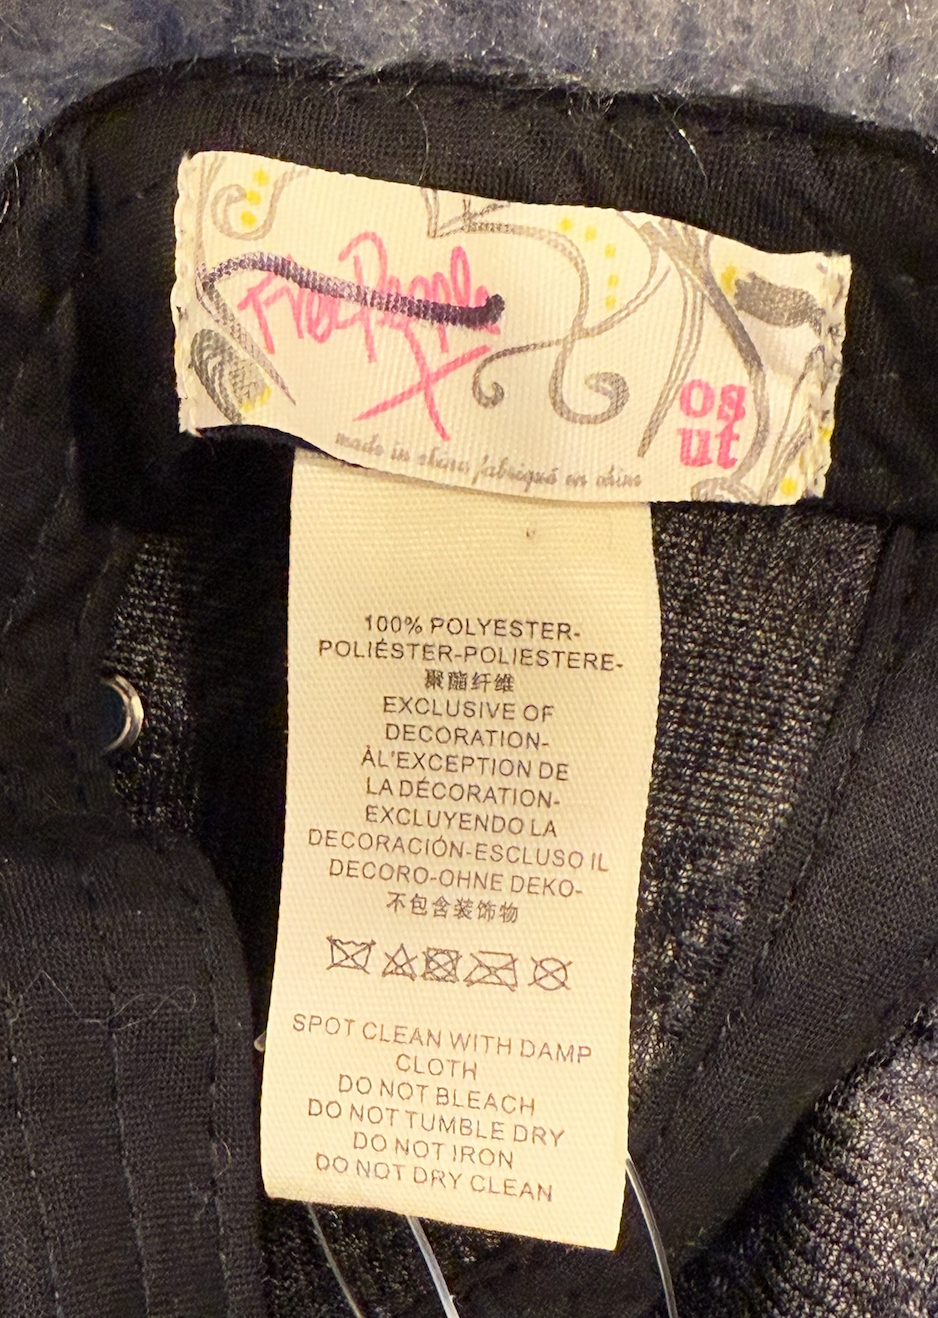 Free People
os
ut
made in china fabriqué en chine
100% POLYESTER-
POLIÉSTER-POLIESTERE-
聚酯纤维
EXCLUSIVE OF
DECORATION-
ÀL'EXCEPTION DE
LA DÉCORATION-
EXCLUYENDO LA
DECORACIÓN-ESCLUSO IL
DECORO-OHNE DEKO-
不包含装饰物
SPOT CLEAN WITH DAMP
CLOTH
DO NOT BLEACH
DO NOT TUMBLE DRY
DO NOT IRON
DO NOT DRY CLEAN